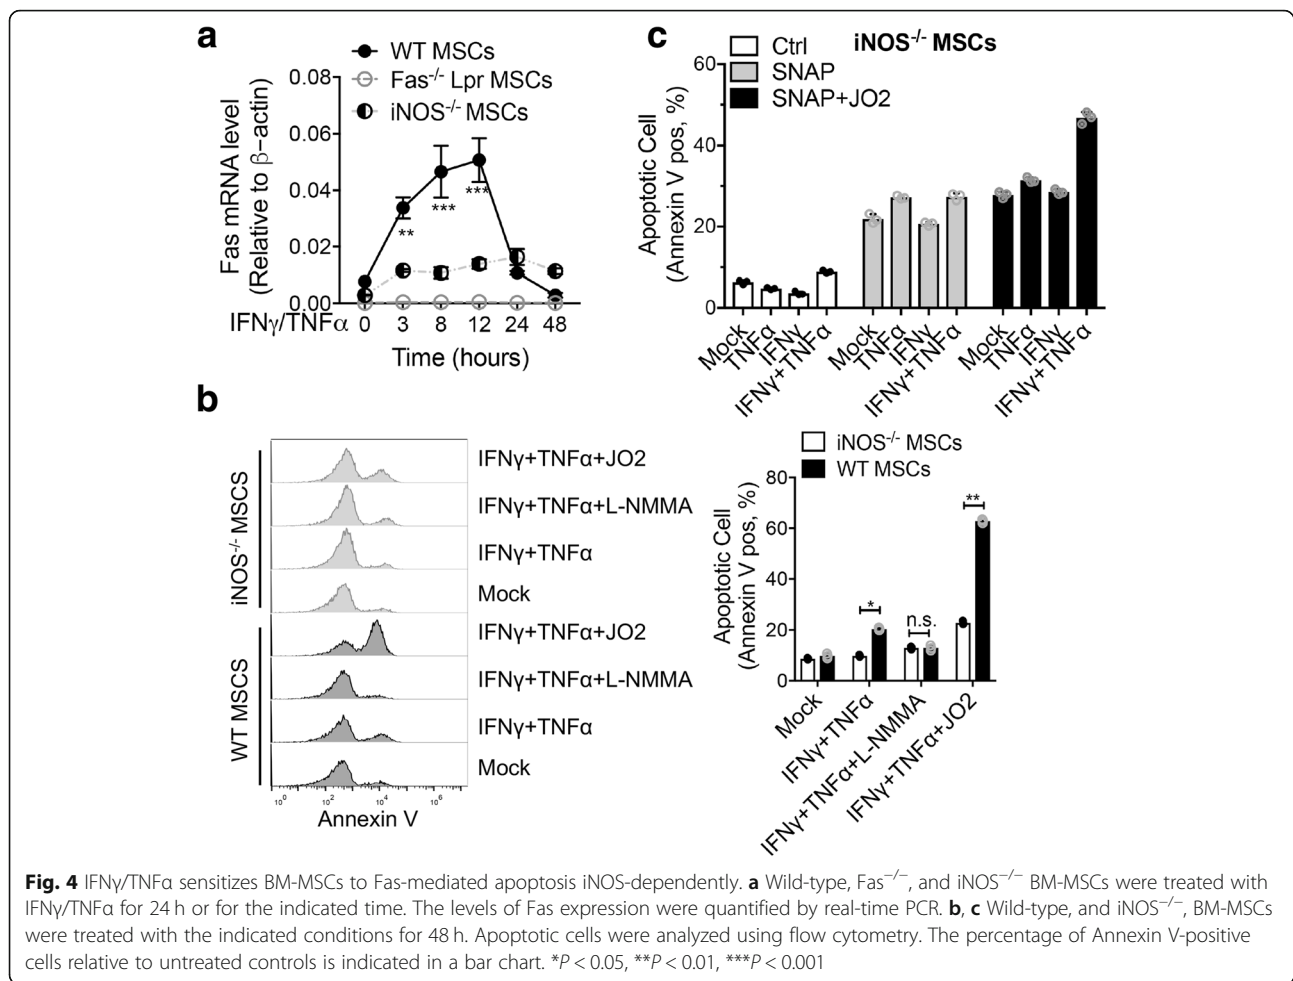 a
WT MSCs
Fas-/- Lpr MSCs
iNOS-/- MSCs
Fas mRNA level
(Relative to β−actin)
0.08
0.06
0.04
0.02
0.00
**
***
***
IFNγ/TNFα 0 3 8 12 24 48
Time (hours)
c
iNOS-/- MSCs
Ctrl
SNAP
SNAP+JO2
Apoptotic Cell
(Annexin V pos, %)
60
40
20
0
Mock
TNFα
IFNγ
IFNγ+TNFα
Mock
TNFα
IFNγ
IFNγ+TNFα
Mock
TNFα
IFNγ
IFNγ+TNFα
b
iNOS-/- MSCS
IFNγ+TNFα+JO2
IFNγ+TNFα+L-NMMA
IFNγ+TNFα
Mock
WT MSCS
IFNγ+TNFα+JO2
IFNγ+TNFα+L-NMMA
IFNγ+TNFα
Mock
10^0 10^2 10^4 10^6
Annexin V
iNOS-/- MSCs
WT MSCs
Apoptotic Cell
(Annexin V pos, %)
80
60
40
20
0
*
n.s.
**
Mock
IFNγ+TNFα
IFNγ+TNFα+L-NMMA
IFNγ+TNFα+JO2
Fig. 4 IFNγ/TNFα sensitizes BM-MSCs to Fas-mediated apoptosis iNOS-dependently. a Wild-type, Fas−/−, and iNOS−/− BM-MSCs were treated with
IFNγ/TNFα for 24 h or for the indicated time. The levels of Fas expression were quantified by real-time PCR. b, c Wild-type, and iNOS−/−, BM-MSCs
were treated with the indicated conditions for 48 h. Apoptotic cells were analyzed using flow cytometry. The percentage of Annexin V-positive
cells relative to untreated controls is indicated in a bar chart. *P < 0.05, **P < 0.01, ***P < 0.001